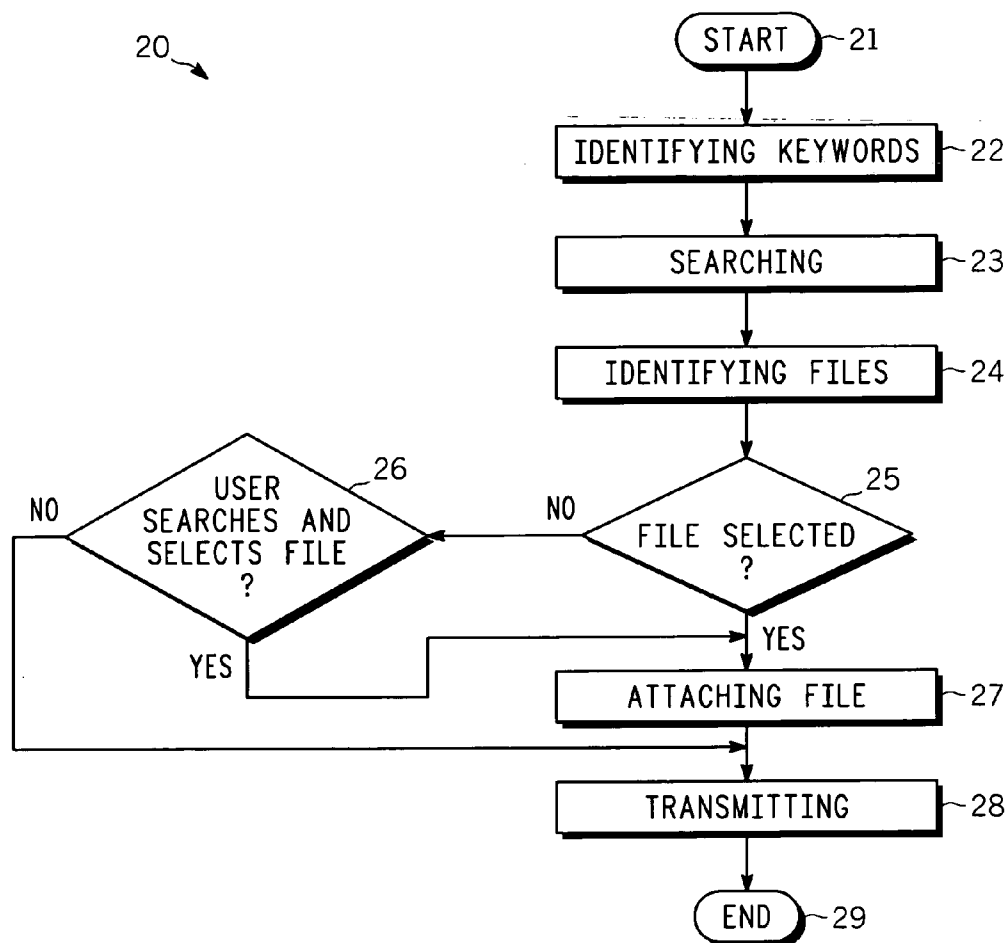 20
START 21
IDENTIFYING KEYWORDS 22
SEARCHING 23
IDENTIFYING FILES 24
26
25
NO
USER
SEARCHES AND
SELECTS FILE
?
NO
FILE SELECTED
?
YES
YES
ATTACHING FILE 27
TRANSMITTING 28
END 29